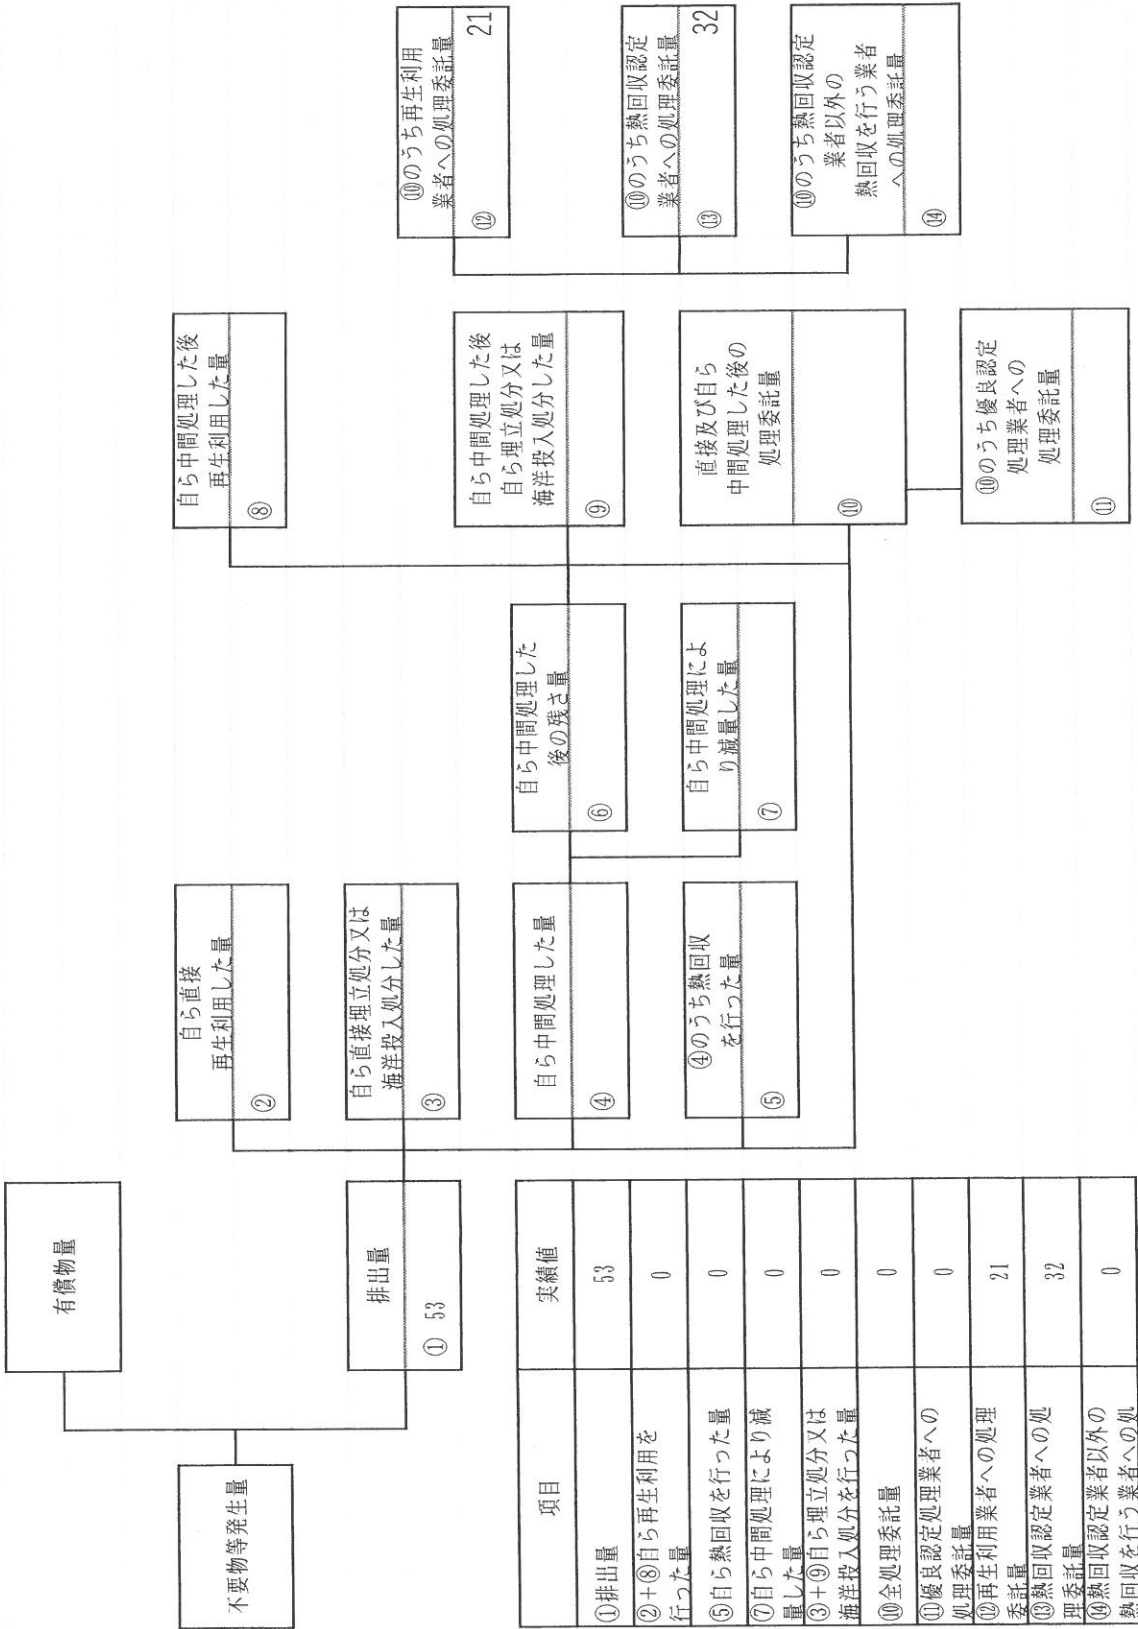 有償物量
不要物等発生量
排出量
① 53
自ら直接
再生利用した量
②
自ら直接埋立処分又は
海洋投入処分した量
③
自ら中間処理した量
④
④のうち熱回収
を行った量
⑤
自ら中間処理した
後の残さ量
⑥
自ら中間処理によ
り減量した量
⑦
自ら中間処理した後
再生利用した量
⑧
自ら中間処理した後
自ら埋立処分又は
海洋投入処分した量
⑨
直接及び自ら
中間処理した後の
処理委託量
⑩
⑩のうち優良認定
処理業者への
処理委託量
⑪
⑩のうち再生利用
業者への処理委託量
⑫ 21
⑩のうち熱回収認定
業者への処理委託量
⑬ 32
⑩のうち熱回収認定
業者以外の
熱回収を行う業者
への処理委託量
⑭
項目 実績値
①排出量 53
②+⑧自ら再生利用を
行った量 0
⑤自ら熱回収を行った量 0
⑦自ら中間処理により減
量した量 0
③+⑨自ら埋立処分又は
海洋投入処分を行った量 0
⑩全処理委託量 0
⑪優良認定処理業者への
処理委託量 0
⑫再生利用業者への処理
委託量 21
⑬熱回収認定業者への処
理委託量 32
⑭熱回収認定業者以外の
熱回収を行う業者への処 0